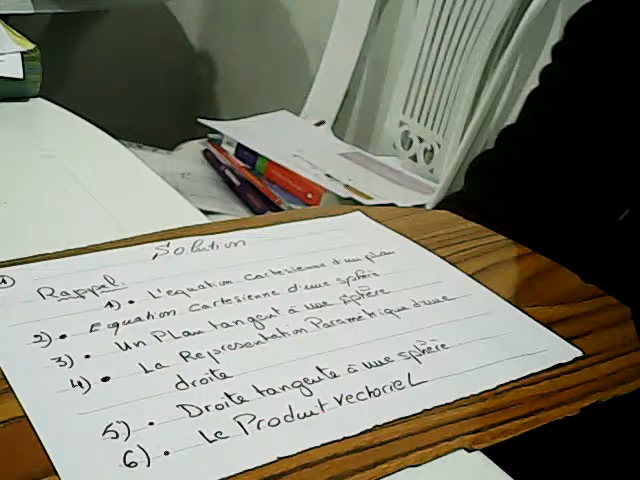 Solution
1)
Rappel.
1) • L'equation cartesienne d'un plan
2) • Equation cartésienne d'une sphère
3) • Un Plan tangent à une sphère
4) • La Representation Parametrique d'une
droite
5) • Droite tangente à une sphère
6) • Le Produit vectoriel